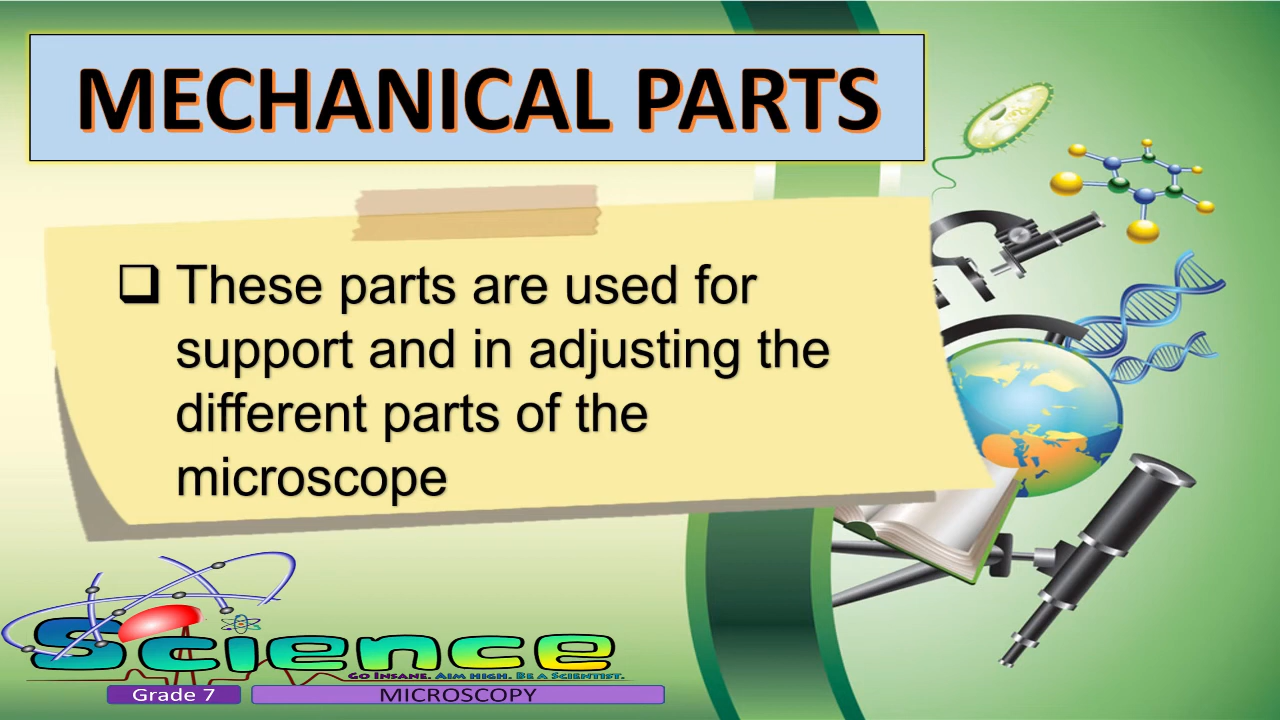 MECHANICAL PARTS
❑ These parts are used for
support and in adjusting the
different parts of the
microscope
Science
Go Insane. Aim high. Be a Scientist.
Grade 7
MICROSCOPY